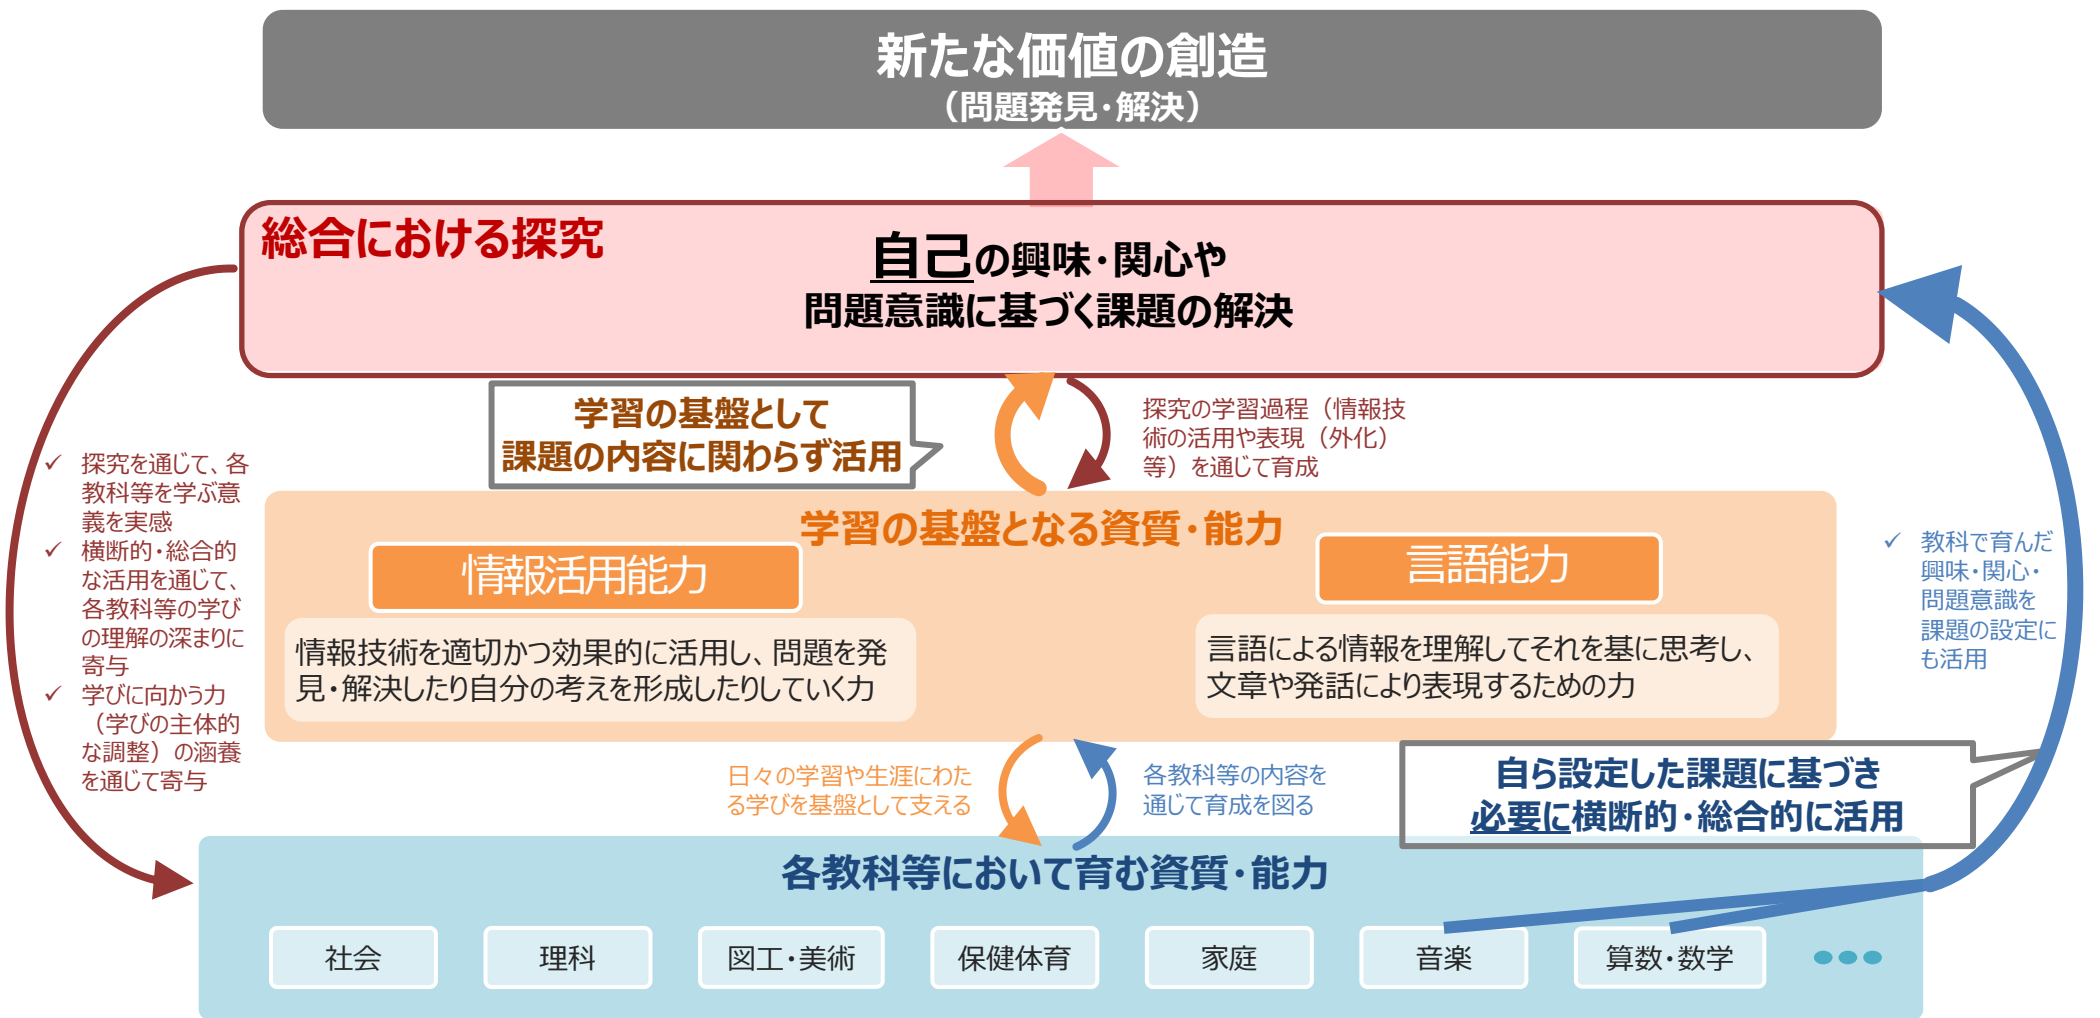 新たな価値の創造
（問題発見・解決）
総合における探究
自己の興味・関心や
問題意識に基づく課題の解決
学習の基盤として
課題の内容に関わらず活用
探究の学習過程（情報技
術の活用や表現（外化）
等）を通じて育成
✓ 探究を通じて、各
教科等を学ぶ意
義を実感
✓ 横断的・総合的
な活用を通じて、
各教科等の学び
の理解の深まりに
寄与
✓ 学びに向かう力
（学びの主体的
な調整）の涵養
を通じて寄与
学習の基盤となる資質・能力
情報活用能力
情報技術を適切かつ効果的に活用し、問題を発
見・解決したり自分の考えを形成したりしていく力
言語能力
言語による情報を理解してそれを基に思考し、
文章や発話により表現するための力
✓ 教科で育んだ
興味・関心・
問題意識を
課題の設定に
も活用
日々の学習や生涯にわた
る学びを基盤として支える
各教科等の内容を
通じて育成を図る
自ら設定した課題に基づき
必要に横断的・総合的に活用
各教科等において育む資質・能力
社会
理科
図工・美術
保健体育
家庭
音楽
算数・数学